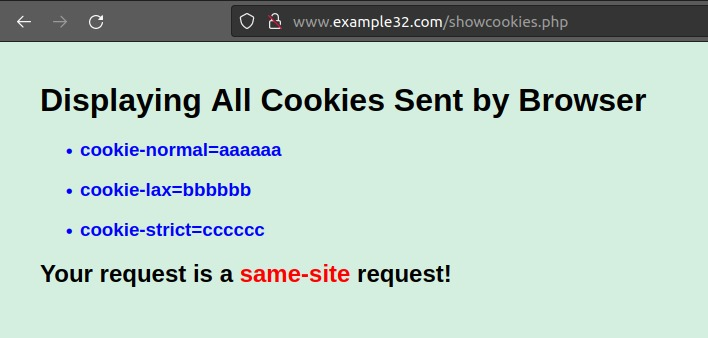 www.example32.com/showcookies.php
Displaying All Cookies Sent by Browser
• cookie-normal=aaaaaa
• cookie-lax=bbbbbb
• cookie-strict=cccccc
Your request is a same-site request!